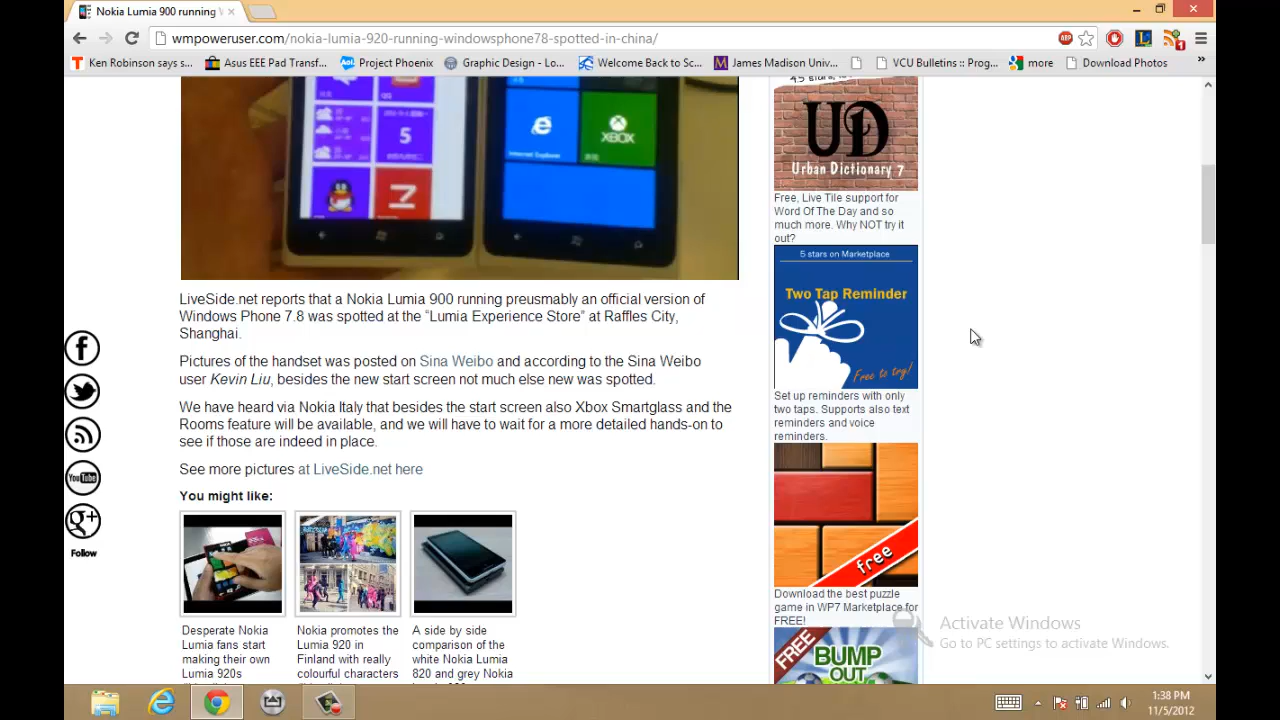 Nokia Lumia 900 running W
wmpoweruser.com/nokia-lumia-920-running-windowsphone78-spotted-in-china/
ABP
1
Ken Robinson says s...
Asus EEE Pad Transf...
Project Phoenix
Graphic Design - Lo...
Welcome Back to Sc...
James Madison Univ...
VCU Bulletins :: Prog...
more
Download Photos
5
Internet Explorer
XBOX
LiveSide.net reports that a Nokia Lumia 900 running preusmably an official version of
Windows Phone 7.8 was spotted at the “Lumia Experience Store” at Raffles City,
Shanghai.
Pictures of the handset was posted on Sina Weibo and according to the Sina Weibo
user Kevin Liu, besides the new start screen not much else new was spotted.
We have heard via Nokia Italy that besides the start screen also Xbox Smartglass and the
Rooms feature will be available, and we will have to wait for a more detailed hands-on to
see if those are indeed in place.
See more pictures at LiveSide.net here
You might like:
Desperate Nokia
Lumia fans start
making their own
Lumia 920s
Nokia promotes the
Lumia 920 in
Finland with really
colourful characters
A side by side
comparison of the
white Nokia Lumia
820 and grey Nokia
You Tube
g+
Follow
UD
Urban Dictionary 7
Free, Live Tile support for
Word Of The Day and so
much more. Why NOT try it
out?
5 stars on Marketplace
Two Tap Reminder
Free to try!
Set up reminders with only
two taps. Supports also text
reminders and voice
reminders.
free
Download the best puzzle
game in WP7 Marketplace for
FREE!
FREE
BUMP
OUT
Activate Windows
Go to PC settings to activate Windows.
1:38 PM
11/5/2012